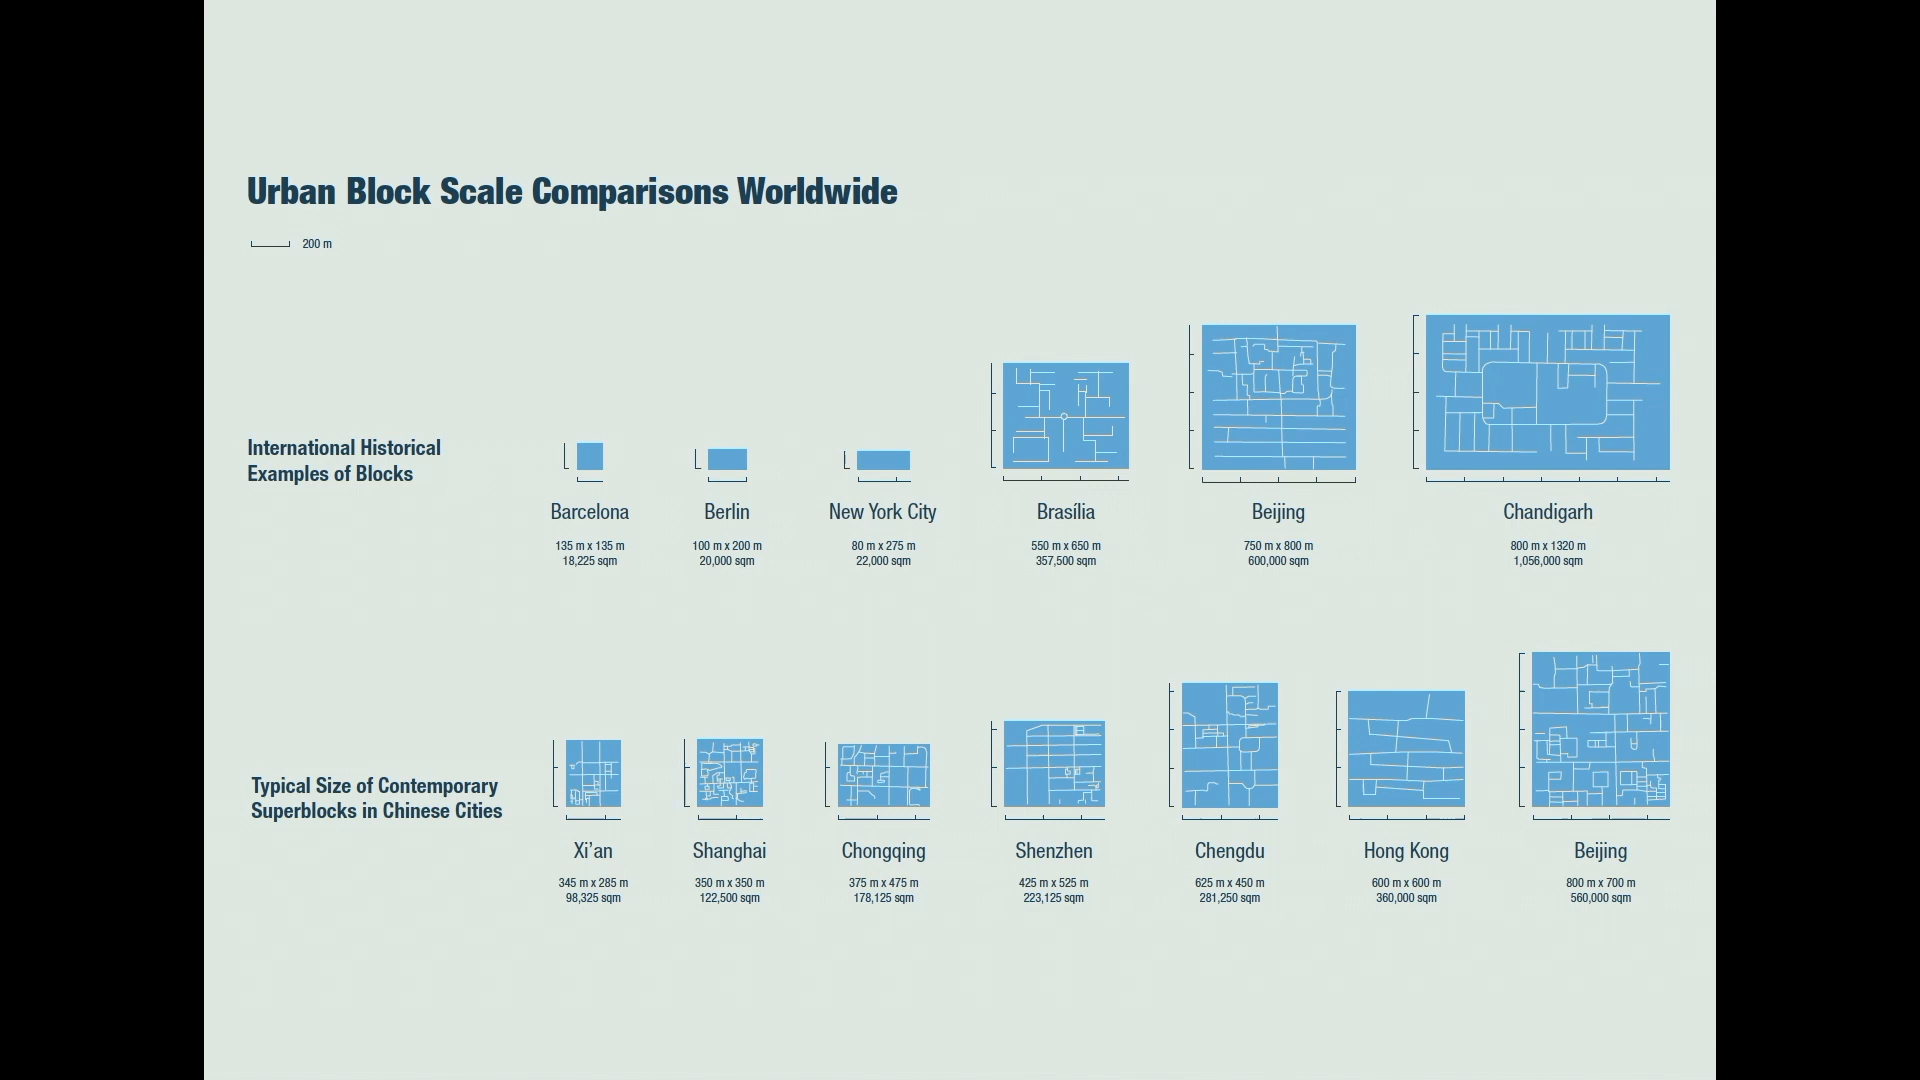 Urban Block Scale Comparisons Worldwide
200 m
International Historical
Examples of Blocks
Barcelona
135 m x 135 m
18,225 sqm
Berlin
100 m x 200 m
20,000 sqm
New York City
80 m x 275 m
22,000 sqm
Brasília
550 m x 650 m
357,500 sqm
Beijing
750 m x 800 m
600,000 sqm
Chandigarh
800 m x 1320 m
1,056,000 sqm
Typical Size of Contemporary
Superblocks in Chinese Cities
Xi’an
345 m x 285 m
98,325 sqm
Shanghai
350 m x 350 m
122,500 sqm
Chongqing
375 m x 475 m
178,125 sqm
Shenzhen
425 m x 525 m
223,125 sqm
Chengdu
625 m x 450 m
281,250 sqm
Hong Kong
600 m x 600 m
360,000 sqm
Beijing
800 m x 700 m
560,000 sqm